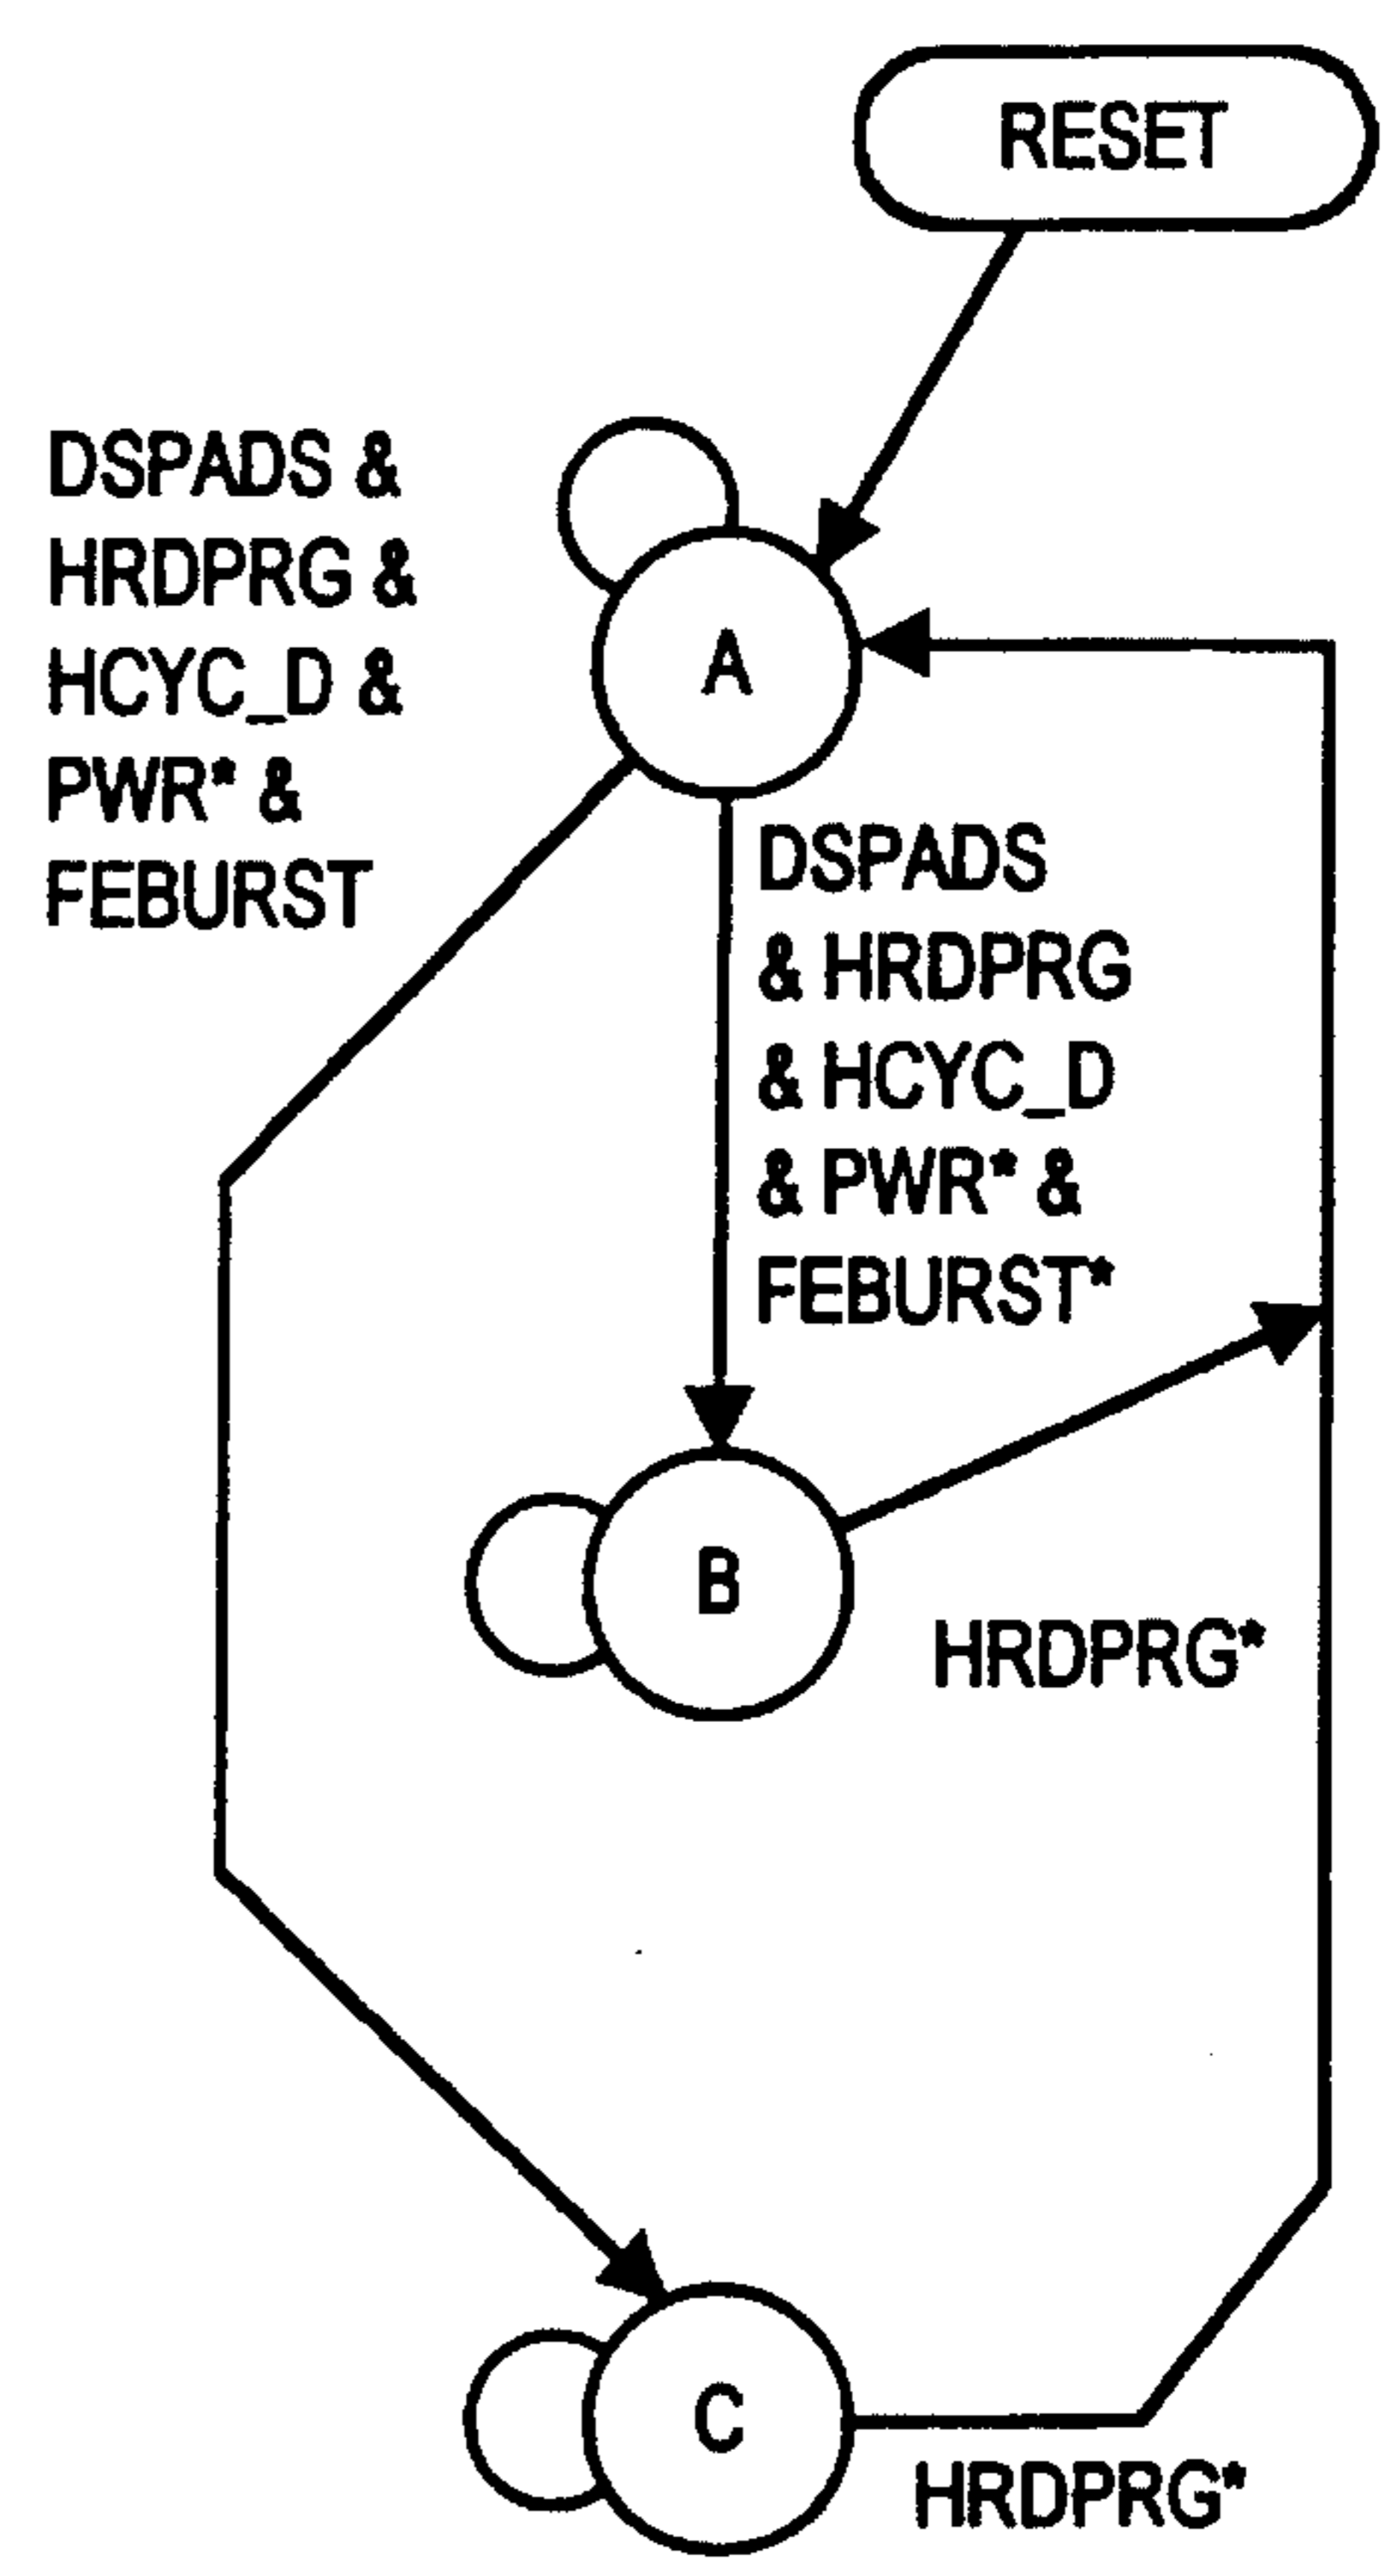 RESET
DSPADS &
HRDPRG &
HCYC_D &
PWR* &
FEBURST
A
DSPADS
& HRDPRG
& HCYC_D
& PWR* &
FEBURST*
B
HRDPRG*
C
HRDPRG*